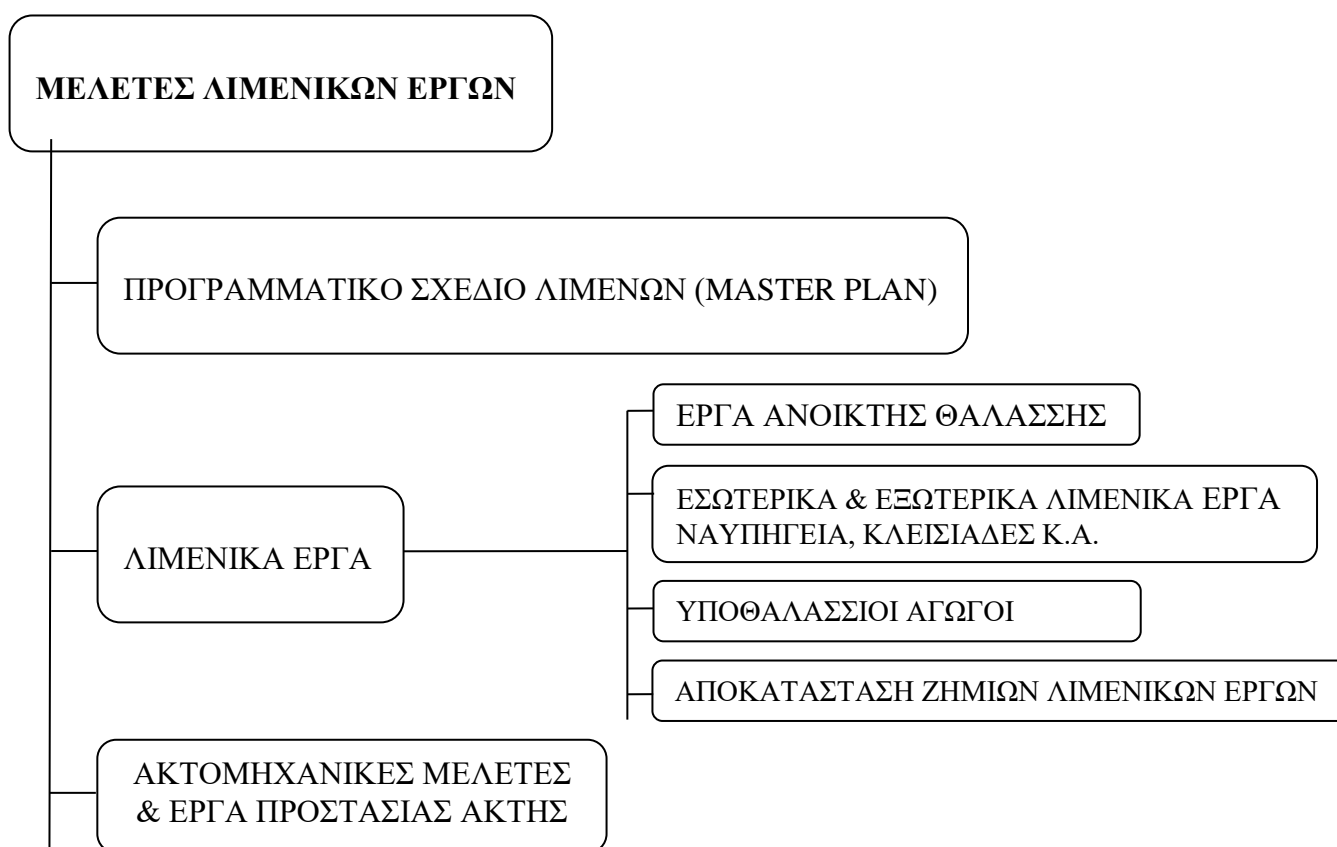 ΜΕΛΕΤΕΣ ΛΙΜΕΝΙΚΩΝ ΕΡΓΩΝ
ΠΡΟΓΡΑΜΜΑΤΙΚΟ ΣΧΕΔΙΟ ΛΙΜΕΝΩΝ (MASTER PLAN)
ΛΙΜΕΝΙΚΑ ΕΡΓΑ
ΕΡΓΑ ΑΝΟΙΚΤΗΣ ΘΑΛΑΣΣΗΣ
ΕΣΩΤΕΡΙΚΑ & ΕΞΩΤΕΡΙΚΑ ΛΙΜΕΝΙΚΑ ΕΡΓΑ
ΝΑΥΠΗΓΕΙΑ, ΚΛΕΙΣΙΑΔΕΣ Κ.Α.
ΥΠΟΘΑΛΑΣΣΙΟΙ ΑΓΩΓΟΙ
ΑΠΟΚΑΤΑΣΤΑΣΗ ΖΗΜΙΩΝ ΛΙΜΕΝΙΚΩΝ ΕΡΓΩΝ
ΑΚΤΟΜΗΧΑΝΙΚΕΣ ΜΕΛΕΤΕΣ
& ΕΡΓΑ ΠΡΟΣΤΑΣΙΑΣ ΑΚΤΗΣ